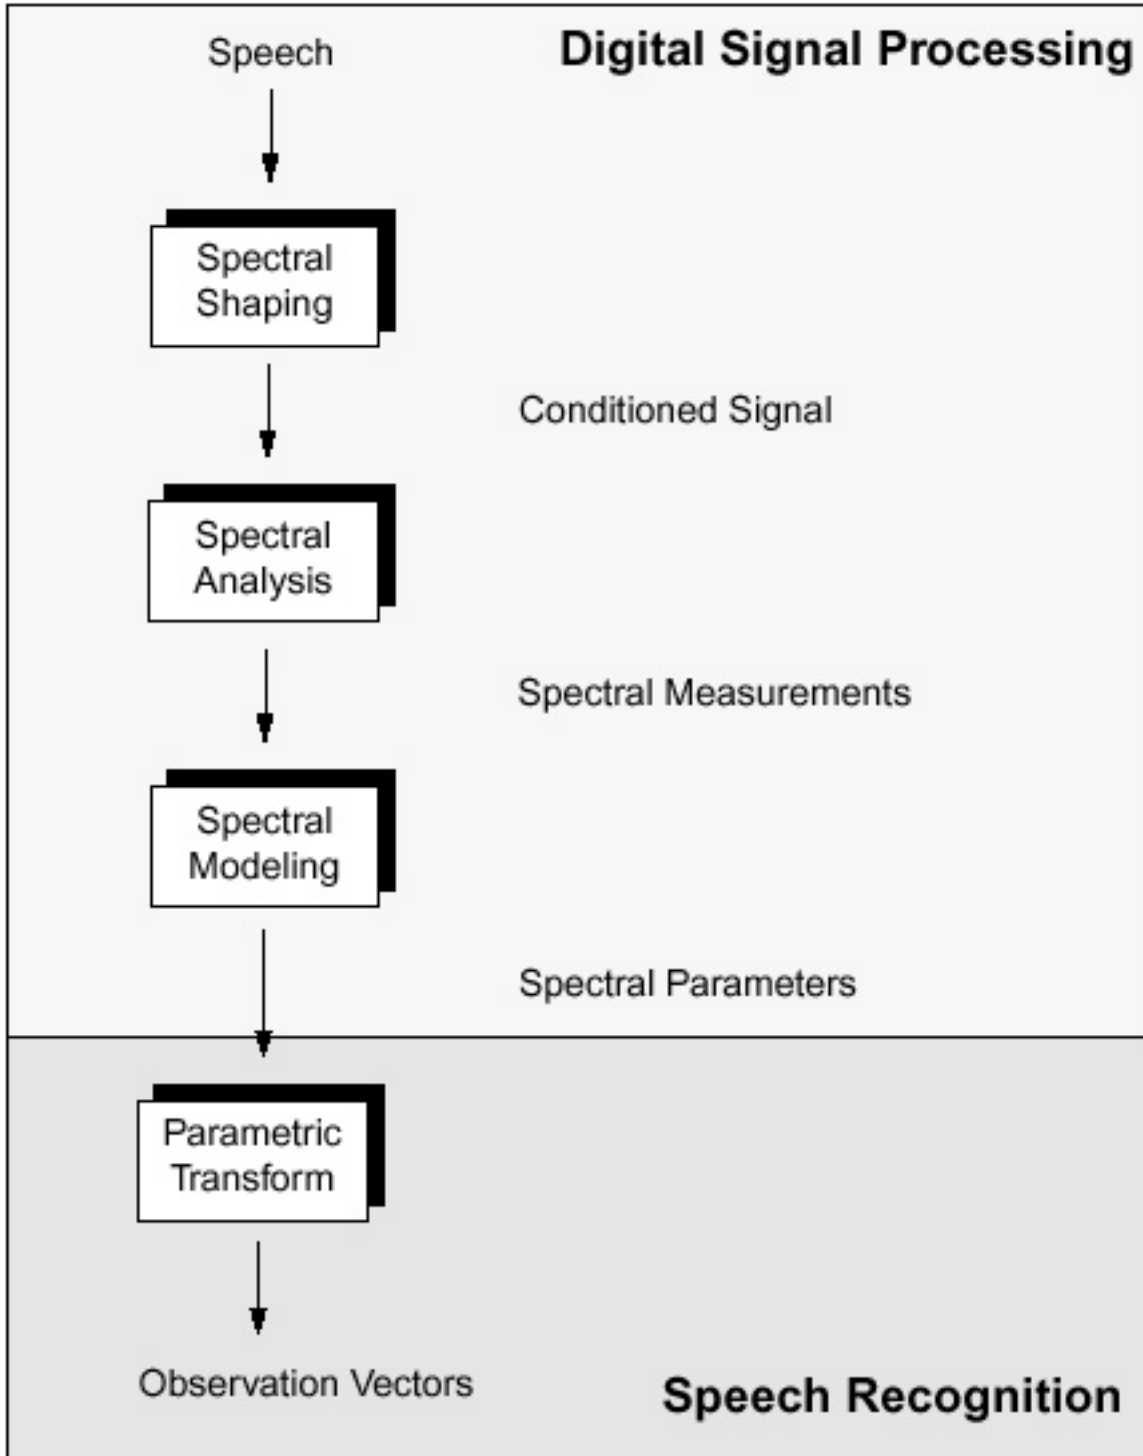 Speech
Digital Signal Processing
Spectral
Shaping
Conditioned Signal
Spectral
Analysis
Spectral Measurements
Spectral
Modeling
Spectral Parameters
Parametric
Transform
Observation Vectors
Speech Recognition